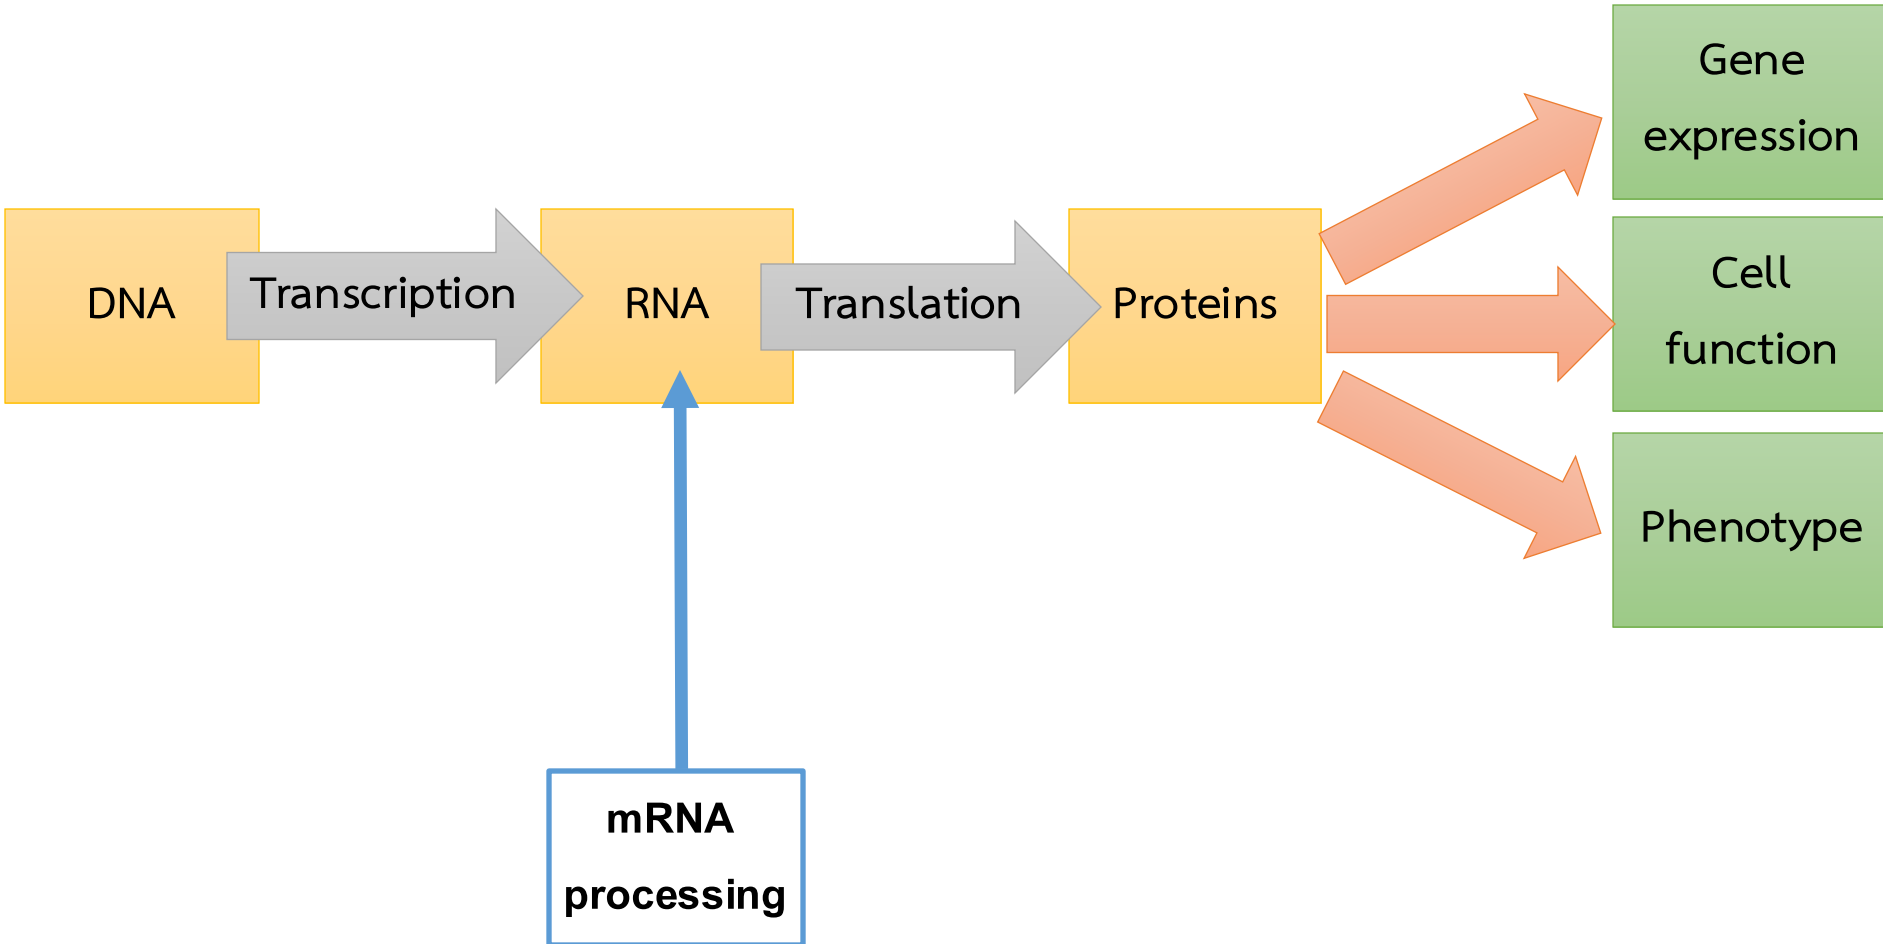 DNA
Transcription
RNA
Translation
Proteins
Gene
expression
Cell
function
Phenotype
mRNA
processing